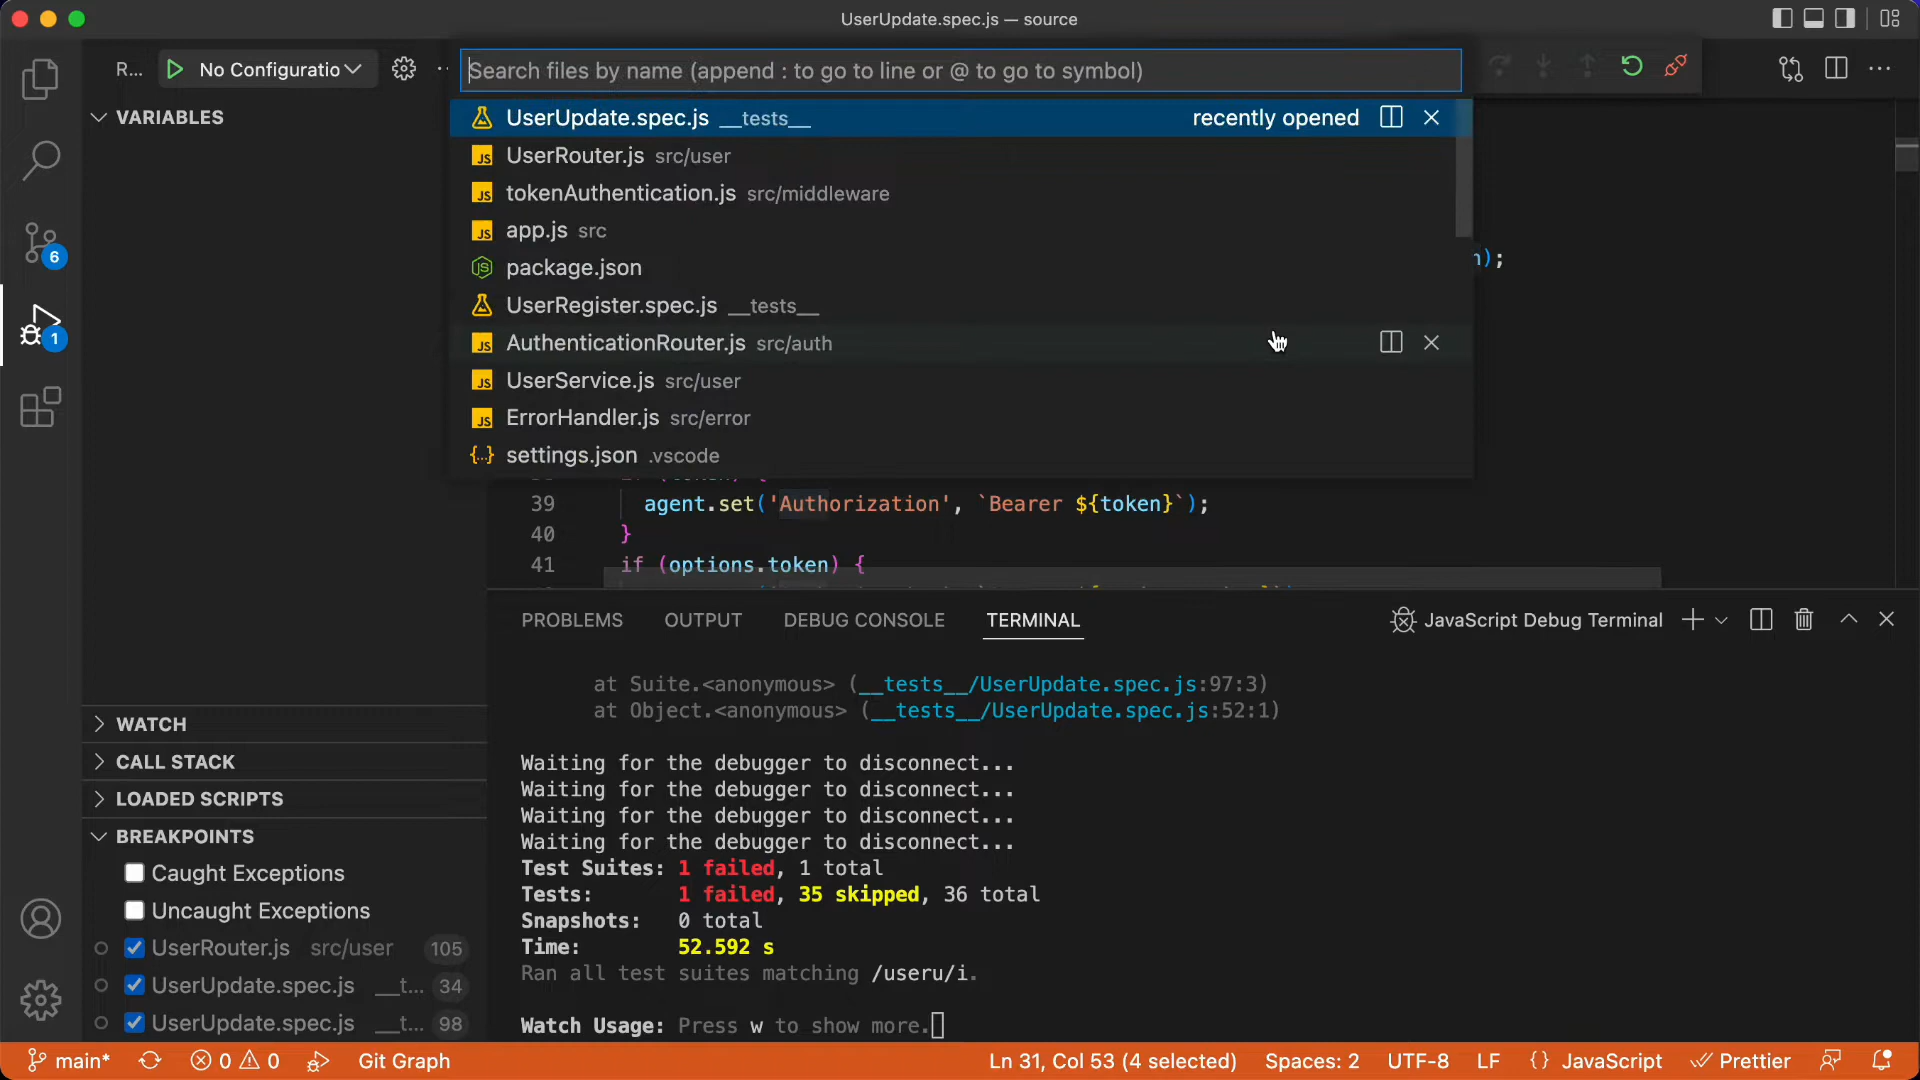 UserUpdate.spec.js — source
R... No Configuratio
Search files by name (append : to go to line or @ to go to symbol)
VARIABLES
UserUpdate.spec.js __tests__ recently opened
UserRouter.js src/user
tokenAuthentication.js src/middleware
app.js src
package.json
UserRegister.spec.js __tests__
AuthenticationRouter.js src/auth
UserService.js src/user
ErrorHandler.js src/error
settings.json .vscode
);
39 agent.set('Authorization', `Bearer ${token}`);
40 }
41 if (options.token) {
PROBLEMS OUTPUT DEBUG CONSOLE TERMINAL JavaScript Debug Terminal
at Suite.<anonymous> (__tests__/UserUpdate.spec.js:97:3)
at Object.<anonymous> (__tests__/UserUpdate.spec.js:52:1)
Waiting for the debugger to disconnect...
Waiting for the debugger to disconnect...
Waiting for the debugger to disconnect...
Waiting for the debugger to disconnect...
Test Suites: 1 failed, 1 total
Tests: 1 failed, 35 skipped, 36 total
Snapshots: 0 total
Time: 52.592 s
Ran all test suites matching /useru/i.
Watch Usage: Press w to show more.
6
1
WATCH
CALL STACK
LOADED SCRIPTS
BREAKPOINTS
Caught Exceptions
Uncaught Exceptions
UserRouter.js src/user 105
UserUpdate.spec.js __t... 34
UserUpdate.spec.js __t... 98
main* 0 0 Git Graph Ln 31, Col 53 (4 selected) Spaces: 2 UTF-8 LF {} JavaScript Prettier